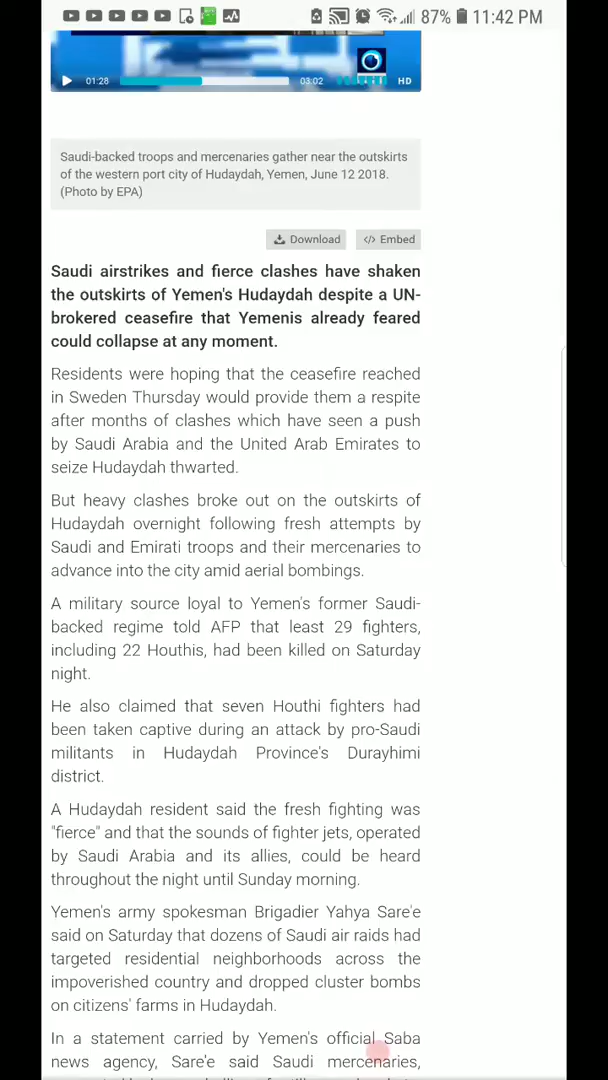 87% 11:42 PM
01:28 03:02 HD
Saudi-backed troops and mercenaries gather near the outskirts
of the western port city of Hudaydah, Yemen, June 12 2018.
(Photo by EPA)
Download </> Embed
Saudi airstrikes and fierce clashes have shaken
the outskirts of Yemen's Hudaydah despite a UN-
brokered ceasefire that Yemenis already feared
could collapse at any moment.
Residents were hoping that the ceasefire reached
in Sweden Thursday would provide them a respite
after months of clashes which have seen a push
by Saudi Arabia and the United Arab Emirates to
seize Hudaydah thwarted.
But heavy clashes broke out on the outskirts of
Hudaydah overnight following fresh attempts by
Saudi and Emirati troops and their mercenaries to
advance into the city amid aerial bombings.
A military source loyal to Yemen's former Saudi-
backed regime told AFP that least 29 fighters,
including 22 Houthis, had been killed on Saturday
night.
He also claimed that seven Houthi fighters had
been taken captive during an attack by pro-Saudi
militants in Hudaydah Province's Durayhimi
district.
A Hudaydah resident said the fresh fighting was
"fierce" and that the sounds of fighter jets, operated
by Saudi Arabia and its allies, could be heard
throughout the night until Sunday morning.
Yemen's army spokesman Brigadier Yahya Sare'e
said on Saturday that dozens of Saudi air raids had
targeted residential neighborhoods across the
impoverished country and dropped cluster bombs
on citizens' farms in Hudaydah.
In a statement carried by Yemen's official Saba
news agency, Sare'e said Saudi mercenaries,